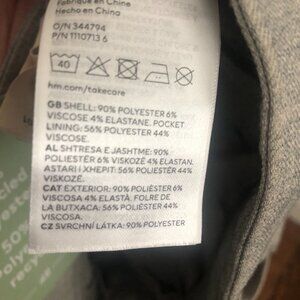 Fabriqué en Chine
Hecho en China
O/N 344794
P/N 1110713 6
40
hm.com/takecare
GB SHELL: 90% POLYESTER 6%
VISCOSE 4% ELASTANE. POCKET
LINING: 56% POLYESTER 44%
VISCOSE.
AL SHTRESA E JASHTME: 90%
POLIESTËR 6% VISKOZË 4% ELASTAN.
ASTARI I XHEPIT: 56% POLIESTËR 44%
VISKOZË.
CAT EXTERIOR: 90% POLIÈSTER 6%
VISCOSA 4% ELASTÀ. FOLRE DE
LA BUTXACA: 56% POLIÈSTER 44%
VISCOSA.
CZ SVRCHNÍ LÁTKA: 90% POLYESTER
50%